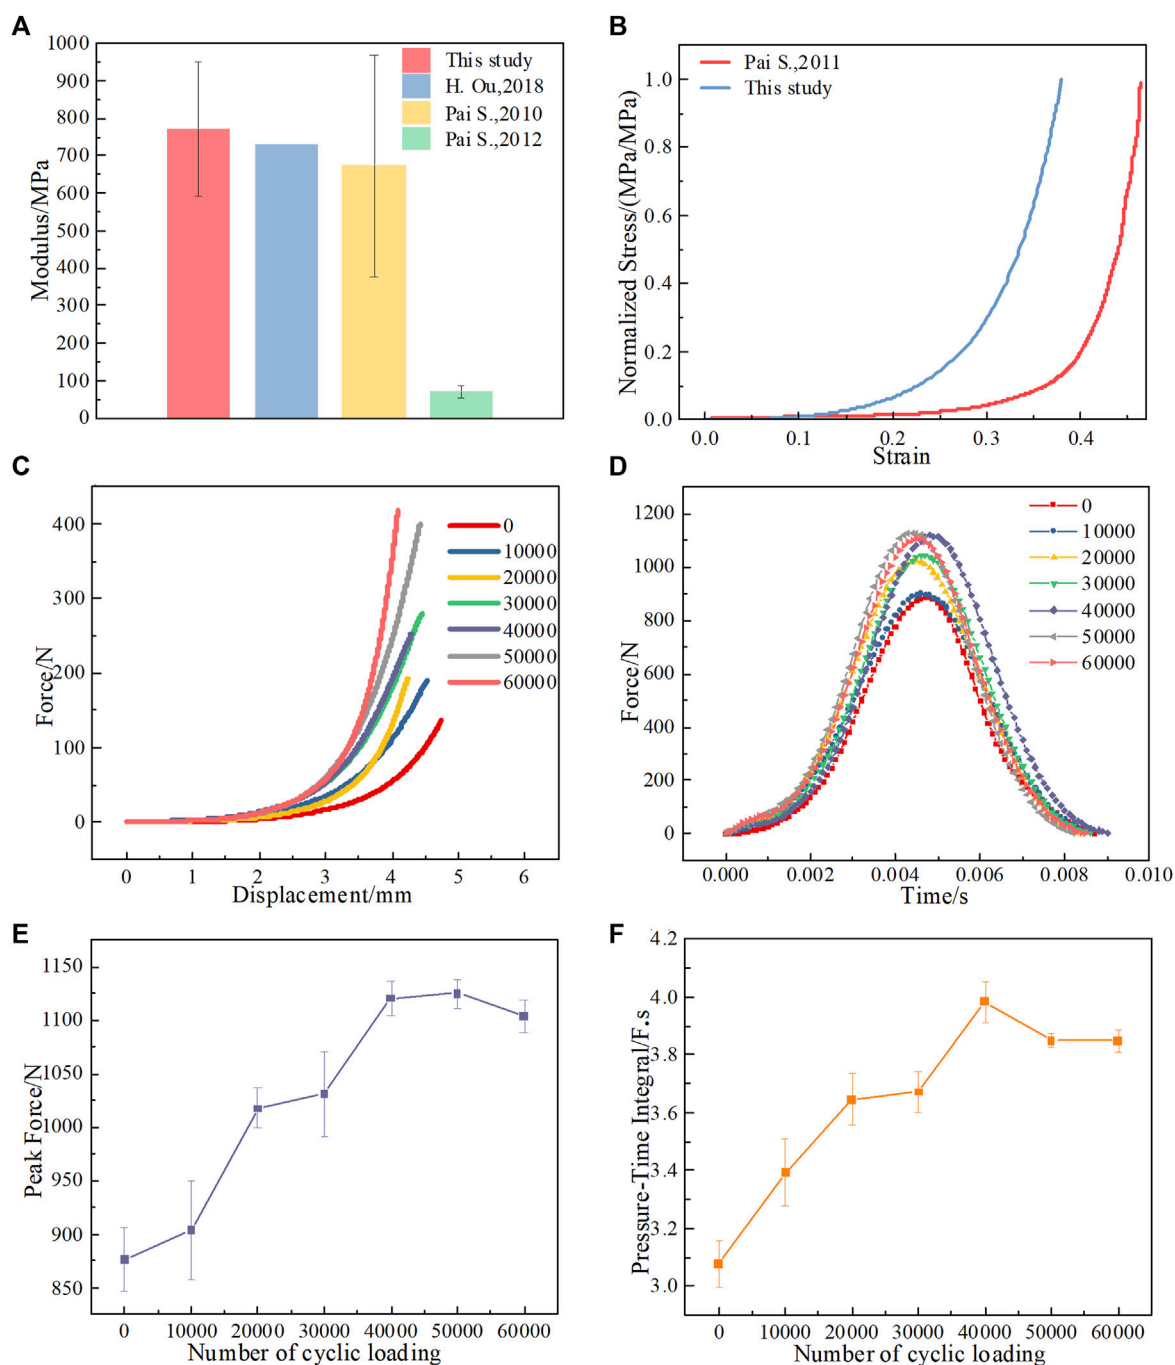 A
1000
900
800
700
600
500
400
300
200
100
0
Modulus/MPa
This study
H. Ou,2018
Pai S.,2010
Pai S.,2012
B
1.0
0.8
0.6
0.4
0.2
0.0
Normalized Stress/(MPa/MPa)
Pai S.,2011
This study
0.0 0.1 0.2 0.3 0.4
Strain
C
400
300
200
100
0
Force/N
0
10000
20000
30000
40000
50000
60000
0 1 2 3 4 5 6
Displacement/mm
D
1200
1000
800
600
400
200
0
Force/N
0
10000
20000
30000
40000
50000
60000
0.000 0.002 0.004 0.006 0.008 0.010
Time/s
E
1150
1100
1050
1000
950
900
850
Peak Force/N
0 10000 20000 30000 40000 50000 60000
Number of cyclic loading
F
4.2
4.0
3.8
3.6
3.4
3.2
3.0
Pressure-Time Integral/F.s
0 10000 20000 30000 40000 50000 60000
Number of cyclic loading